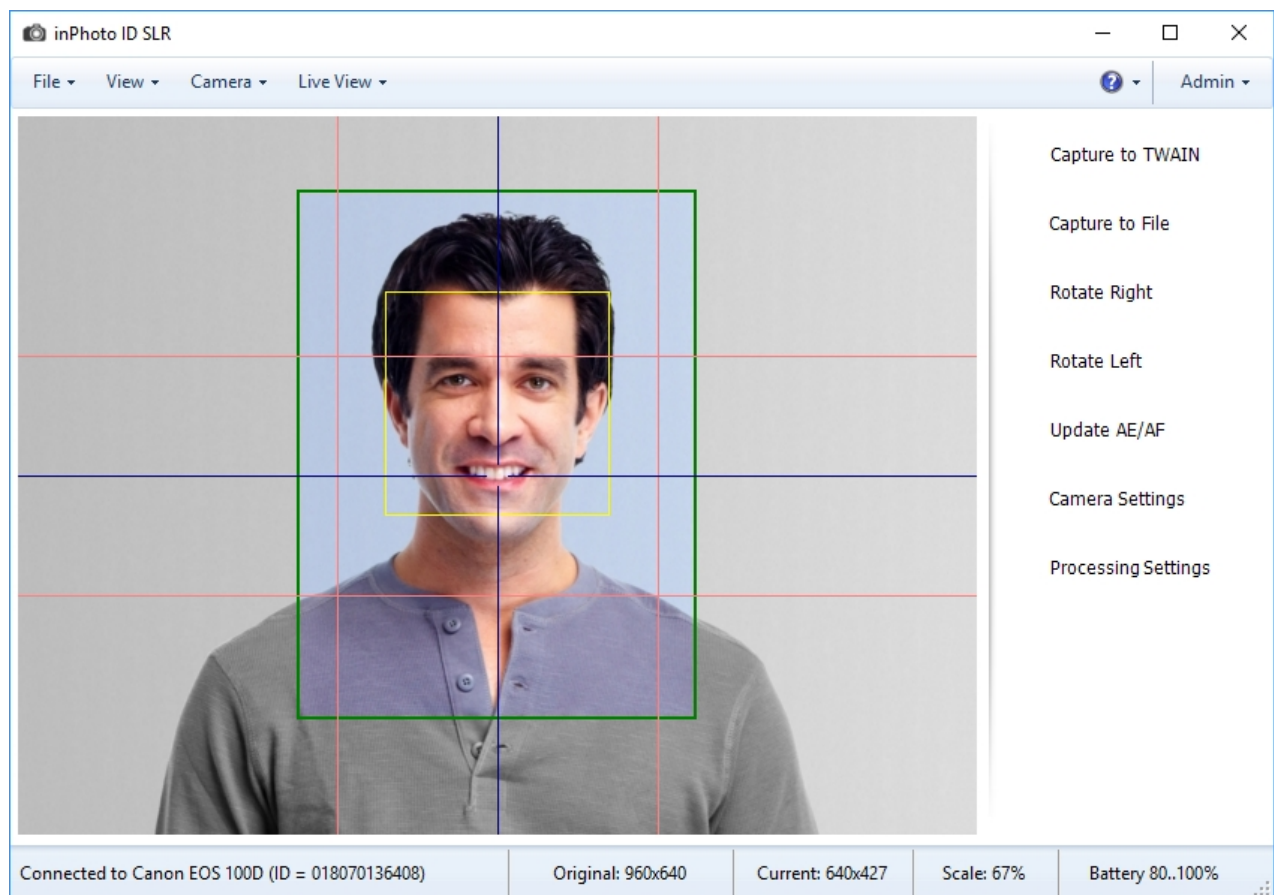 inPhoto ID SLR
File View Camera Live View ? Admin
Capture to TWAIN
Capture to File
Rotate Right
Rotate Left
Update AE/AF
Camera Settings
Processing Settings
Connected to Canon EOS 100D (ID = 018070136408) Original: 960x640 Current: 640x427 Scale: 67% Battery 80..100%